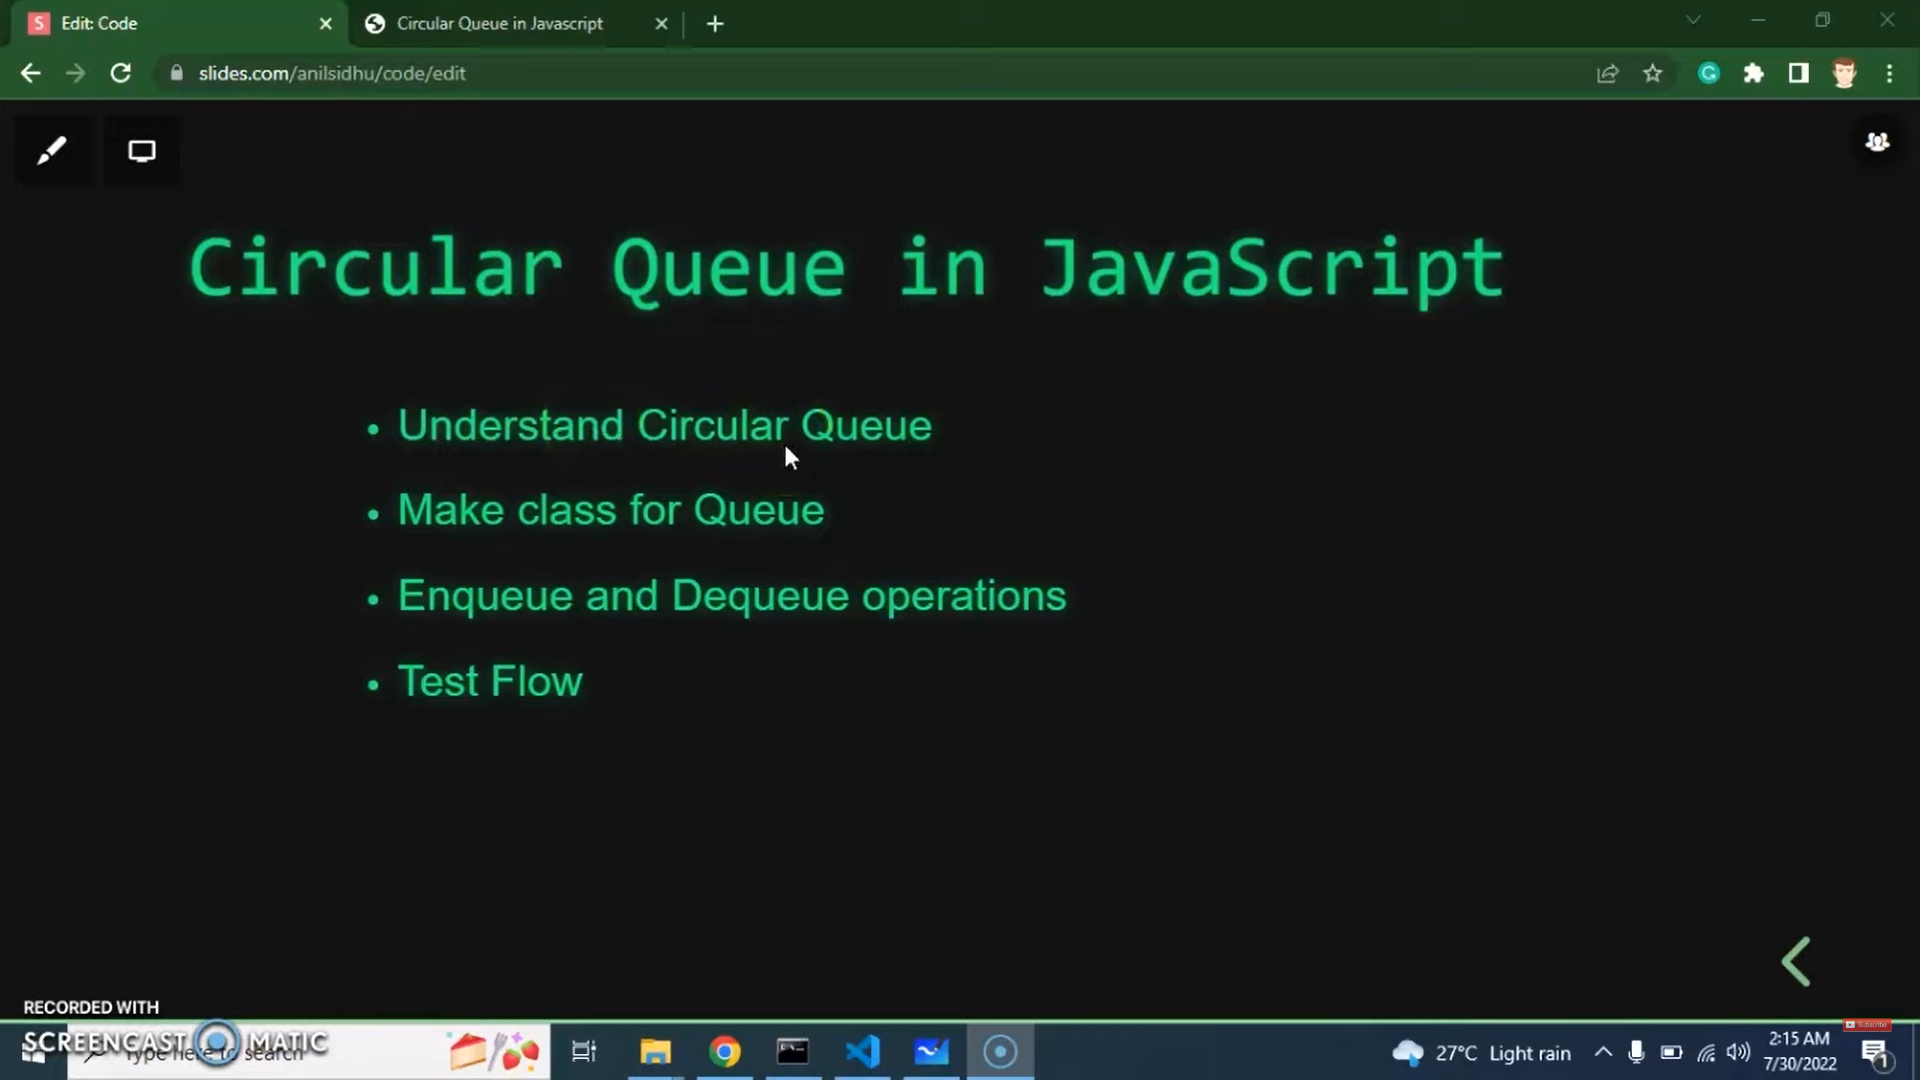 Edit: Code
Circular Queue in Javascript
slides.com/anilsidhu/code/edit
Circular Queue in JavaScript
• Understand Circular Queue
• Make class for Queue
• Enqueue and Dequeue operations
• Test Flow
RECORDED WITH
SCREENCAST MATIC
Type here to search
27°C Light rain
Subscribe
2:15 AM
7/30/2022
1